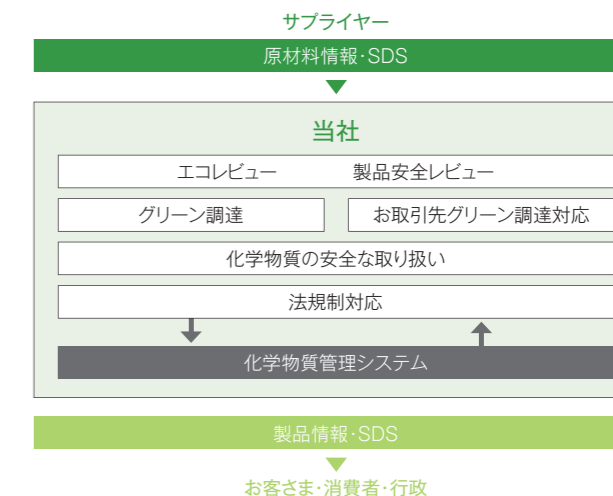 サプライヤー
原材料情報・SDS
当社
エコレビュー 製品安全レビュー
グリーン調達 お取引先グリーン調達対応
化学物質の安全な取り扱い
法規制対応
化学物質管理システム
製品情報・SDS
お客さま・消費者・行政